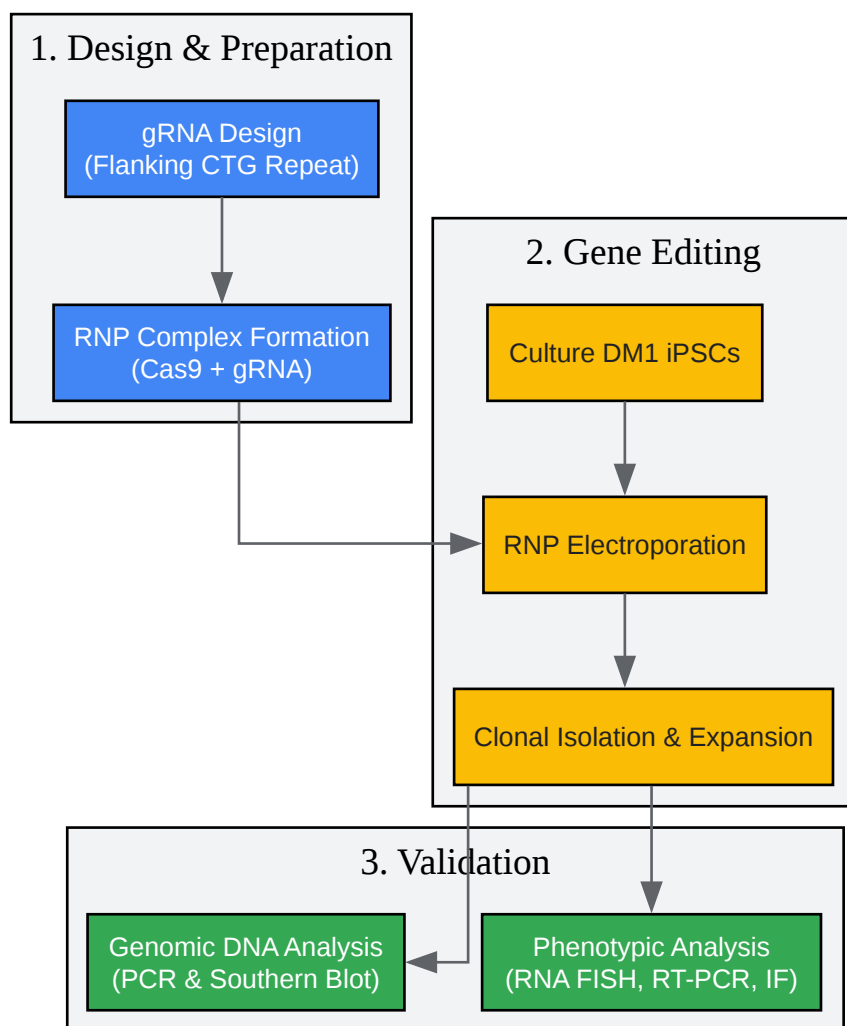 1. Design & Preparation
gRNA Design
(Flanking CTG Repeat)
RNP Complex Formation
(Cas9 + gRNA)
2. Gene Editing
Culture DM1 iPSCs
RNP Electroporation
Clonal Isolation & Expansion
3. Validation
Genomic DNA Analysis
(PCR & Southern Blot)
Phenotypic Analysis
(RNA FISH, RT-PCR, IF)